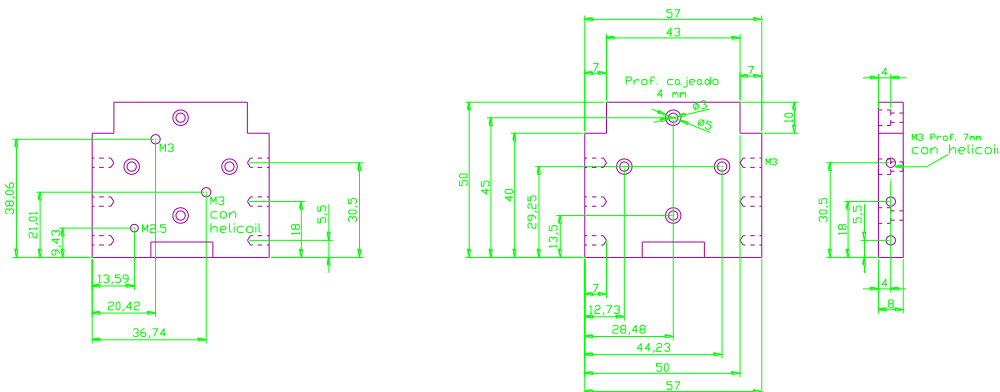 38,06
21,01
9,43
M3
M3
con
helicoil
M2.5
13,59
20,42
36,74
18
5,5
30,5
57
43
7
7
Prof. cajeado
4 mm
ø3
ø5
10
50
45
40
29,25
13,5
M3
7
12,73
28,48
44,23
50
57
4
M3 Prof. 7mm
con helicoil
30,5
18
5,5
4
8